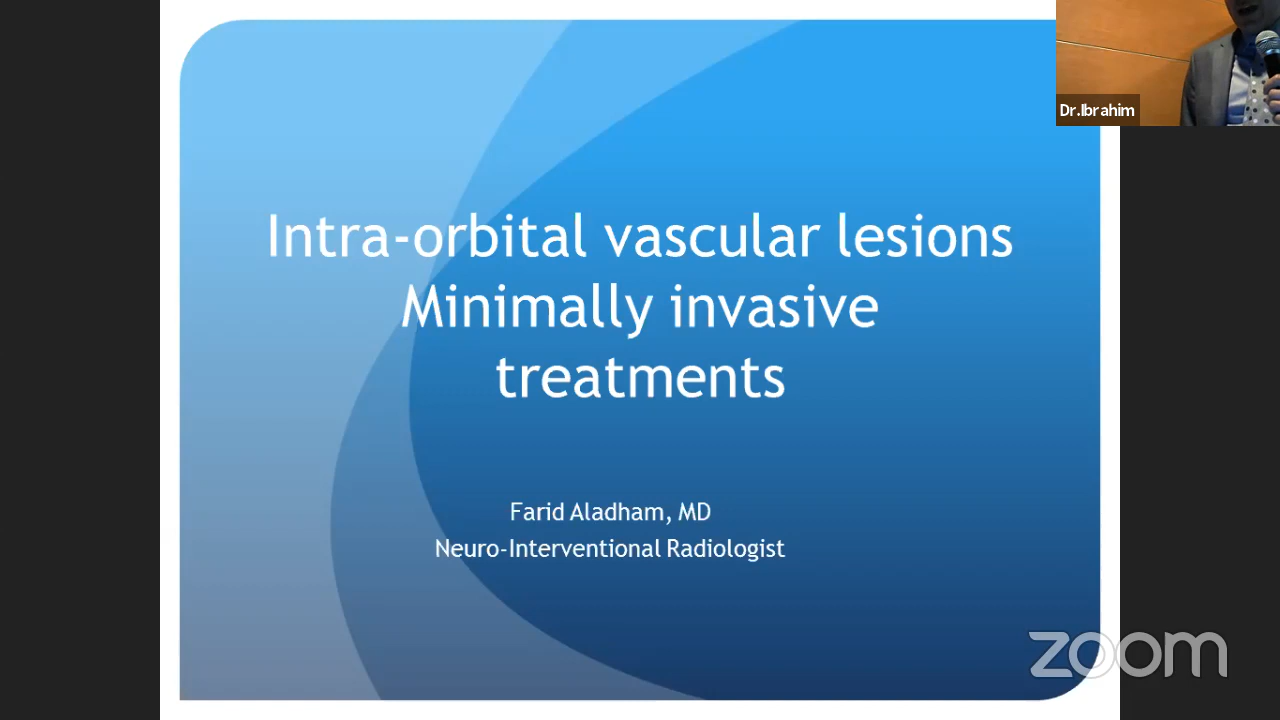 Dr.Ibrahim
Intra-orbital vascular lesions
Minimally invasive
treatments
Farid Aladham, MD
Neuro-Interventional Radiologist
zoom